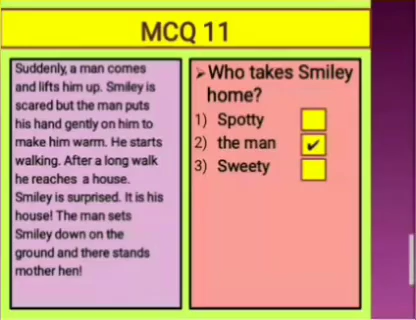 MCQ 11
Suddenly, a man comes
and lifts him up. Smiley is
scared but the man puts
his hand gently on him to
make him warm. He starts
walking. After a long walk
he reaches a house.
Smiley is surprised. It is his
house! The man sets
Smiley down on the
ground and there stands
mother hen!
➢Who takes Smiley
home?
1) Spotty
2) the man ✔
3) Sweety